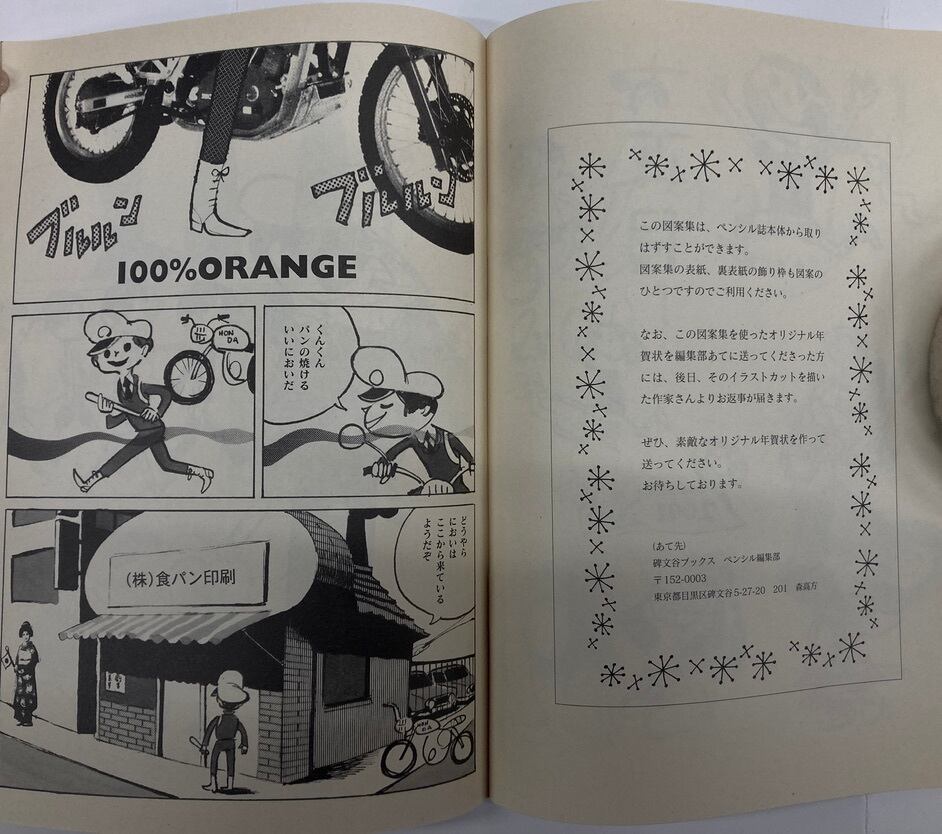 ブルルン
ブルルン
100%ORANGE
HON
DA
くんくん
パンの焼ける
いいにおいだ
どうやら
においは
ここから来ている
ようだぞ
(株)食パン印刷
HON
DA
この図案集は、ペンシル誌本体から取り
はずすことができます。
図案集の表紙、裏表紙の飾り枠も図案の
ひとつですのでご利用ください。
なお、この図案集を使ったオリジナル年
賀状を編集部あてに送ってくださった方
には、後日、そのイラストカットを描い
た作家さんよりお返事が届きます。
ぜひ、素敵なオリジナル年賀状を作って
送ってください。
お待ちしております。
(あて先)
碑文谷ブックス ペンシル編集部
〒152-0003
東京都目黒区碑文谷5-27-20 201 森高方